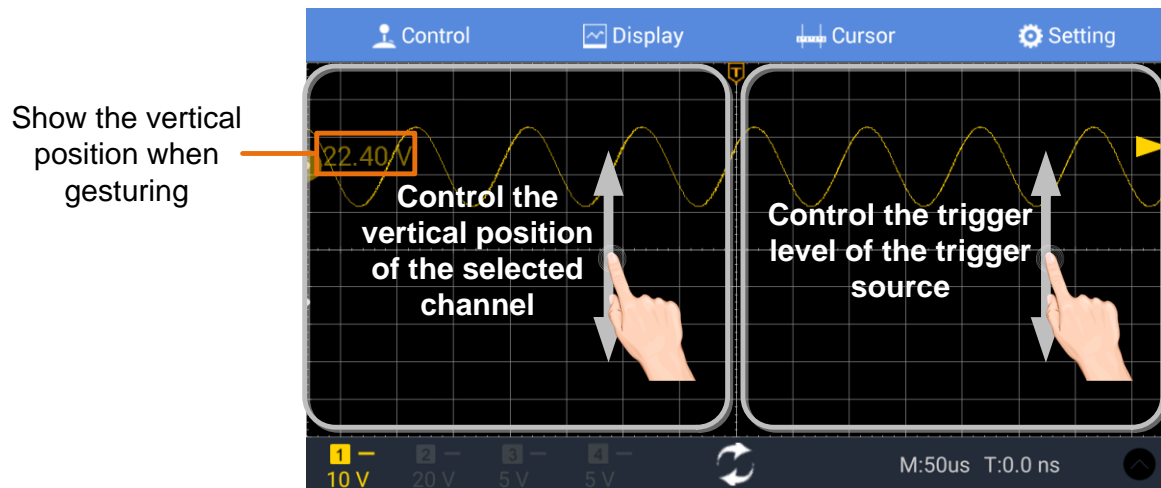 Control Display Cursor Setting
T
Show the vertical
position when
gesturing
22.40 V
Control the
vertical position
of the selected
channel
Control the trigger
level of the trigger
source
1 2 3 4
10 V 20 V 5 V 5 V
M:50us T:0.0 ns